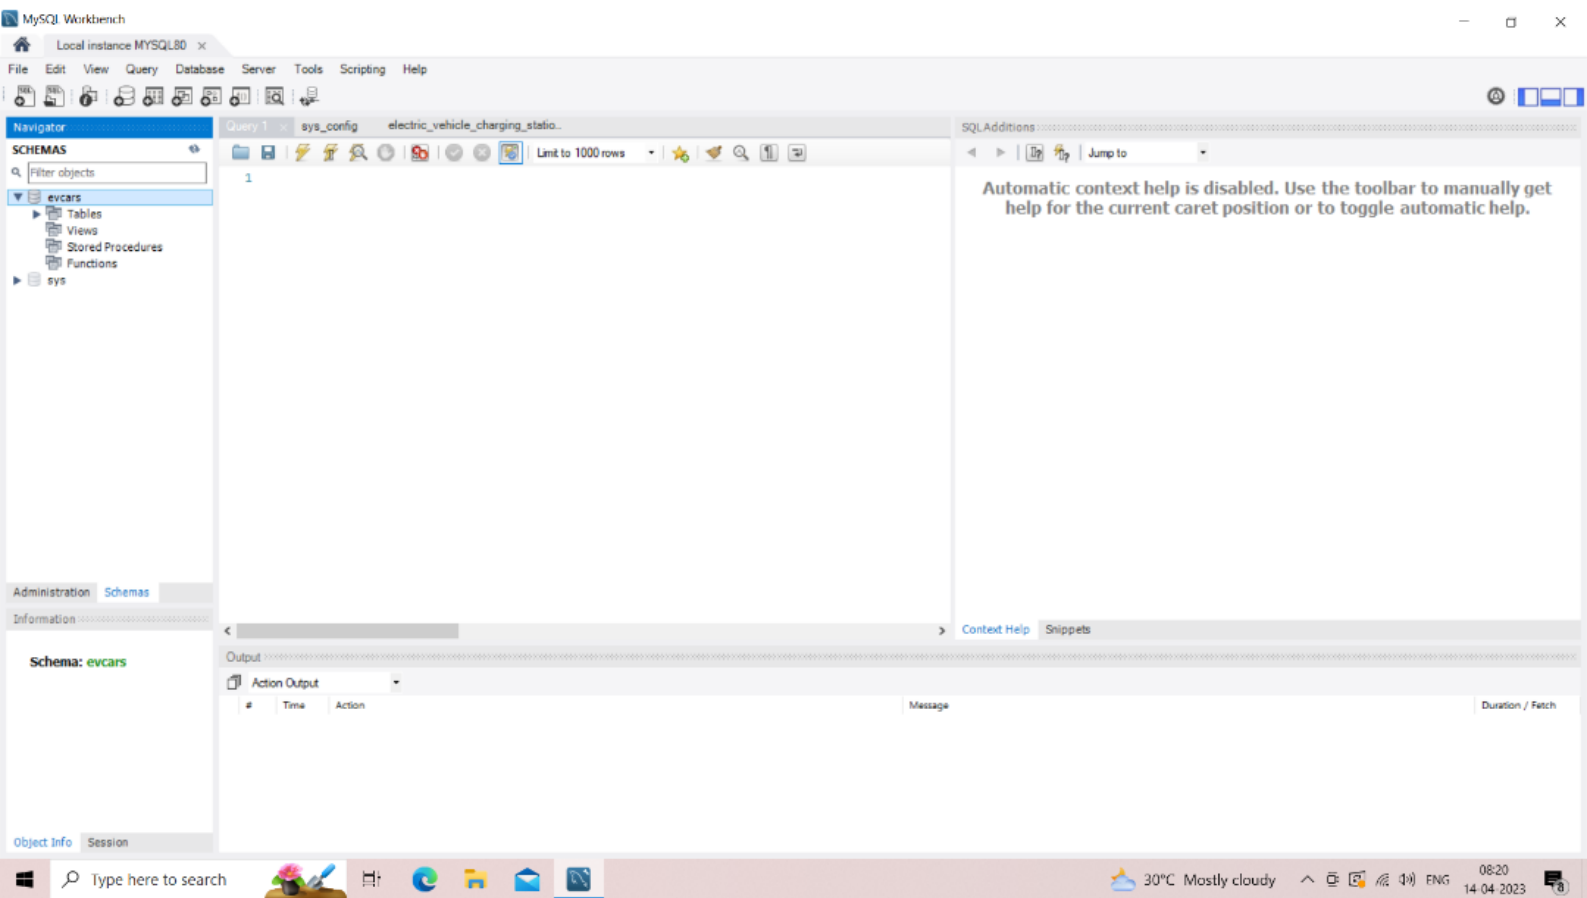 MySQL Workbench
Local instance MYSQL80
File Edit View Query Database Server Tools Scripting Help
Navigator
SCHEMAS
Filter objects
evcars
Tables
Views
Stored Procedures
Functions
sys
Administration Schemas
Information
Schema: evcars
Object Info Session
Query 1 sys_config electric_vehicle_charging_statio...
Limit to 1000 rows
1
SQLAdditions
Jump to
Automatic context help is disabled. Use the toolbar to manually get
help for the current caret position or to toggle automatic help.
Context Help Snippets
Output
Action Output
# Time Action Message Duration / Fetch
Type here to search
30°C Mostly cloudy
ENG
08:20
14-04-2023
8